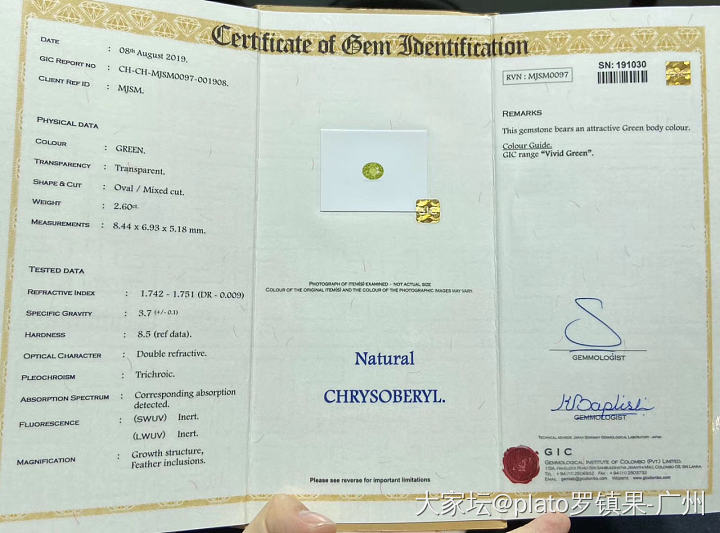 Certificate of Gem Identification
DATE : 08th August 2019.
GIC REPORT NO : CH-CH-MJSM0097-001908.
CLIENT REF ID : MJSM.
PHYSICAL DATA
COLOUR : GREEN.
TRANSPARENCY : Transparent.
SHAPE & CUT : Oval / Mixed cut.
WEIGHT : 2.60ct.
MEASUREMENTS : 8.44 x 6.93 x 5.18 mm.
TESTED DATA
REFRACTIVE INDEX : 1.742 - 1.751 (DR - 0.009)
SPECIFIC GRAVITY : 3.7 (+/- 0.1)
HARDNESS : 8.5 (ref data).
OPTICAL CHARACTER : Double refractive.
PLEOCHROISM : Trichroic.
ABSORPTION SPECTRUM : Corresponding absorption
detected.
FLUORESCENCE : (SWUV) Inert.
(LWUV) Inert.
MAGNIFICATION : Growth structure,
Feather inclusions.
PHOTOGRAPH OF ITEM(S) EXAMINED - NOT ACTUAL SIZE
COLOUR OF THE ORIGINAL ITEM(S) AND THE COLOUR OF THE PHOTOGRAPHIC IMAGES MAY VARY.
Natural
CHRYSOBERYL.
Please see reverse for important limitations
RVN : MJSM0097
SN: 191030
REMARKS
This gemstone bears an attractive Green body colour.
Colour Guide.
GIC range "Vivid Green".
GEMMOLOGIST
GEMMOLOGIST
TECHNICAL ADVISOR: JAPAN GERMANY GEMMOLOGICAL LABORATORY - JAPAN
GIC
GEMMOLOGICAL INSTITUTE OF COLOMBO (PVT) LIMITED.
大家坛@plato罗镇果-广州